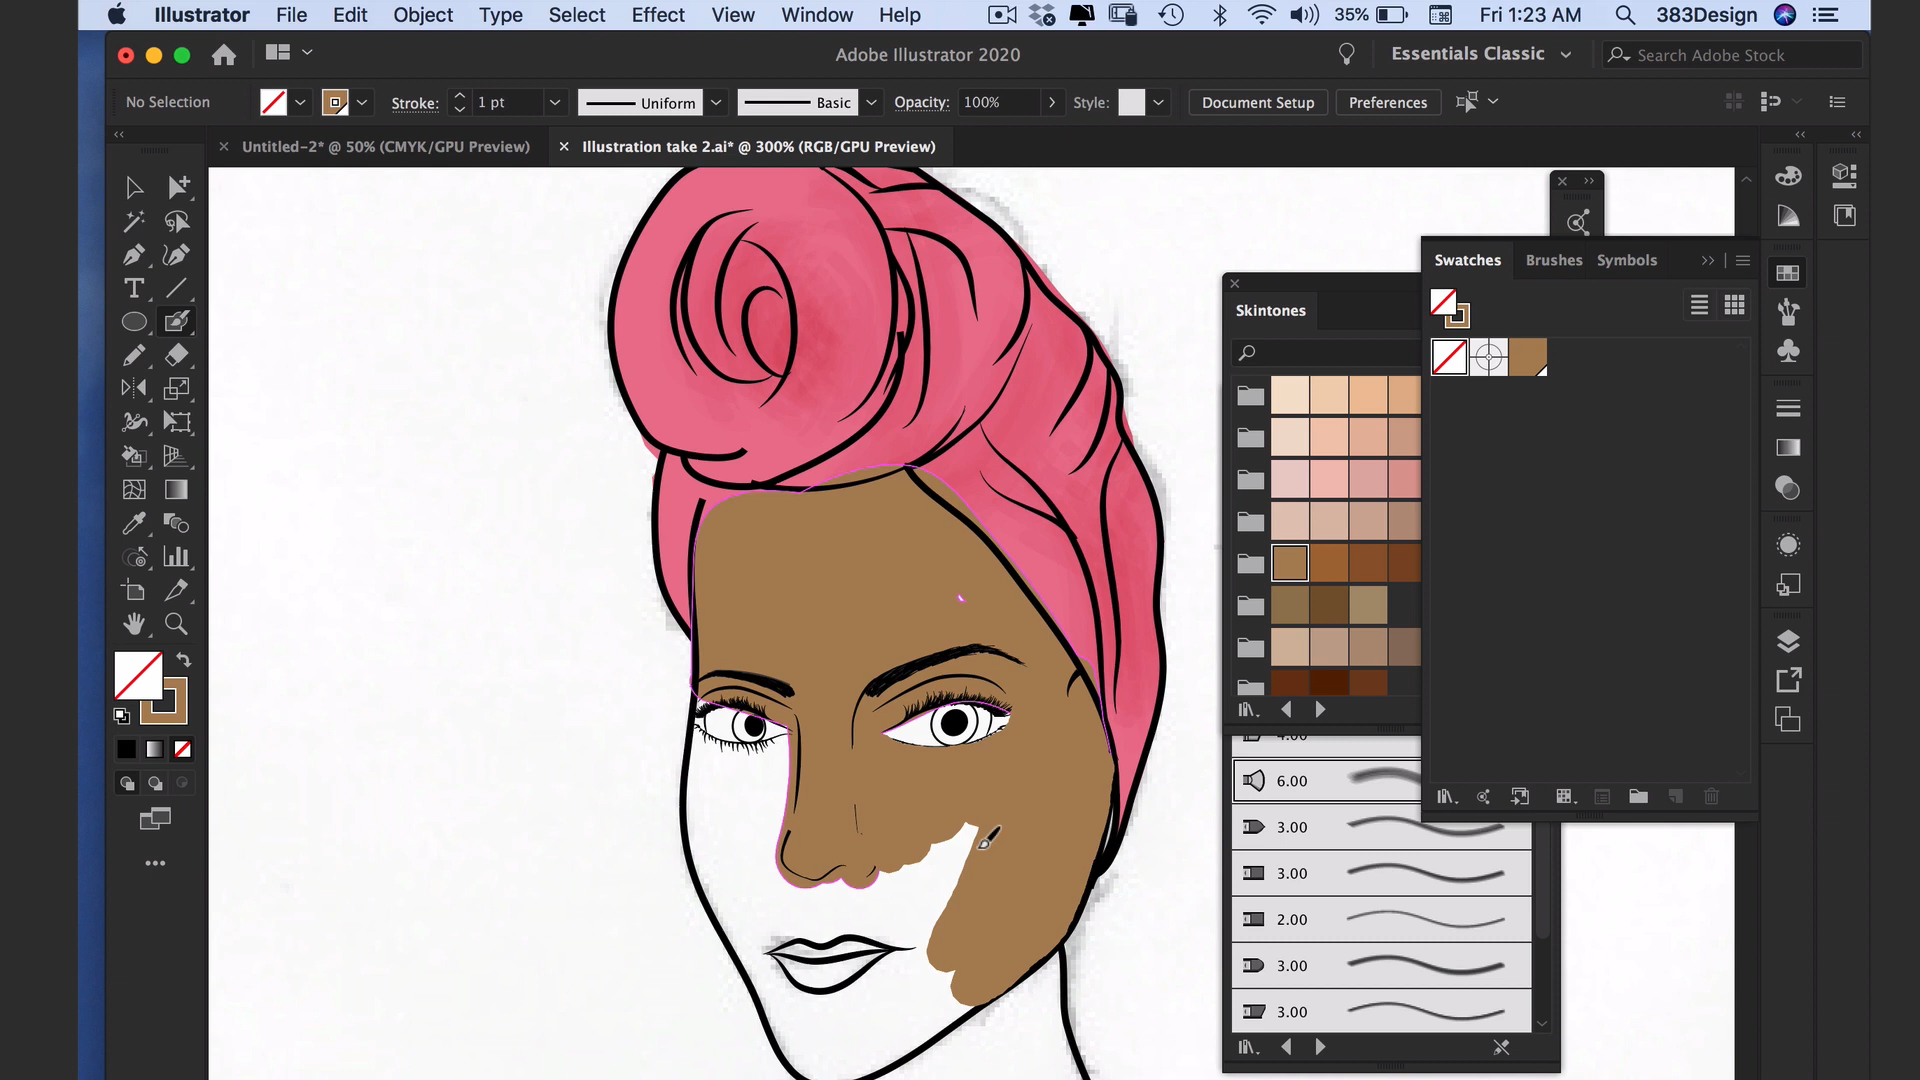 Illustrator File Edit Object Type Select Effect View Window Help 35% Fri 1:23 AM 383Design
Adobe Illustrator 2020 Essentials Classic Search Adobe Stock
No Selection Stroke: 1 pt Uniform Basic Opacity: 100% Style: Document Setup Preferences
Untitled-2* @ 50% (CMYK/GPU Preview) Illustration take 2.ai* @ 300% (RGB/GPU Preview)
Swatches Brushes Symbols
Skintones
4.00
6.00
3.00
3.00
2.00
3.00
3.00